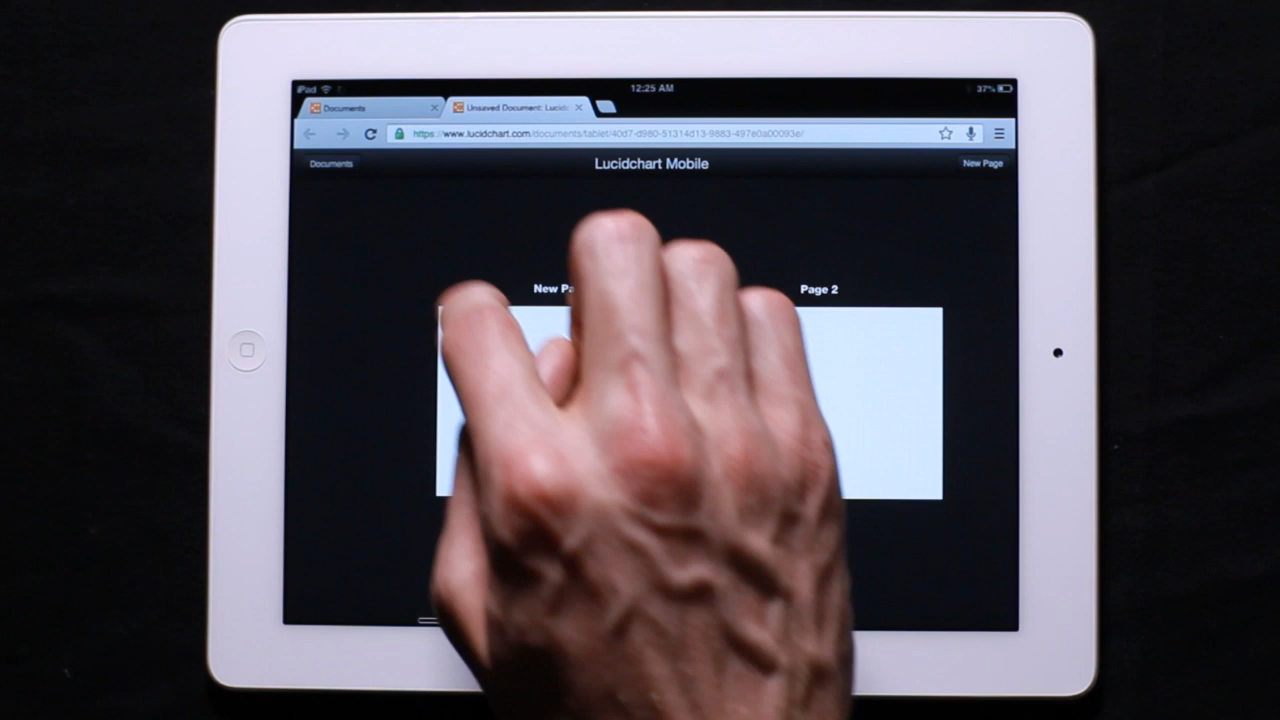 iPad 12:25 AM 37%
Documents Unsaved Document: Lucid
https://www.lucidchart.com/documents/tablet/40d7-d980-51314d13-9883-497e0a00093e/
Documents Lucidchart Mobile New Page
New Pa Page 2